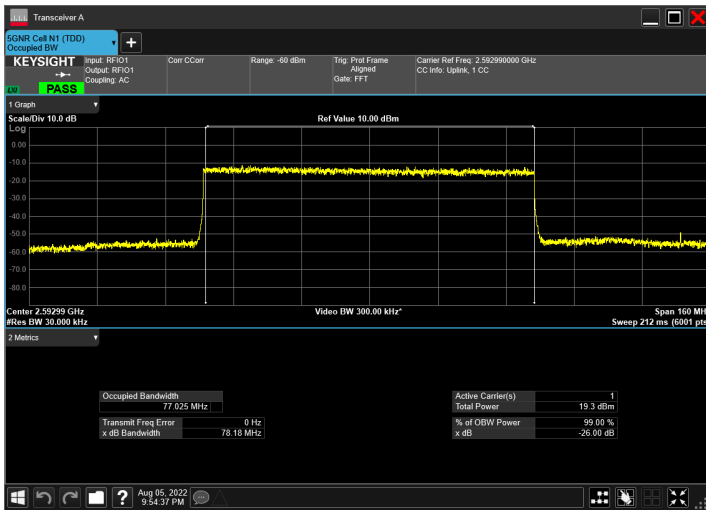 Transceiver A
5GNR Cell N1 (TDD)
Occupied BW
+
KEYSIGHT
LXI
PASS
Input: RFIO1
Output: RFIO1
Coupling: AC
Corr CCorr
Range: -60 dBm
Trig: Prot Frame
Aligned
Gate: FFT
Carrier Ref Freq: 2.592990000 GHz
CC Info: Uplink, 1 CC
1 Graph
Scale/Div 10.0 dB
Ref Value 10.00 dBm
Log
0.00
-10.0
-20.0
-30.0
-40.0
-50.0
-60.0
-70.0
-80.0
Center 2.59299 GHz
Video BW 300.00 kHz*
Span 160 MH
#Res BW 30.000 kHz
Sweep 212 ms (6001 pts
2 Metrics
Occupied Bandwidth
77.025 MHz
Transmit Freq Error 0 Hz
x dB Bandwidth 78.18 MHz
Active Carrier(s) 1
Total Power 19.3 dBm
% of OBW Power 99.00 %
x dB -26.00 dB
?
Aug 05, 2022
9:54:37 PM